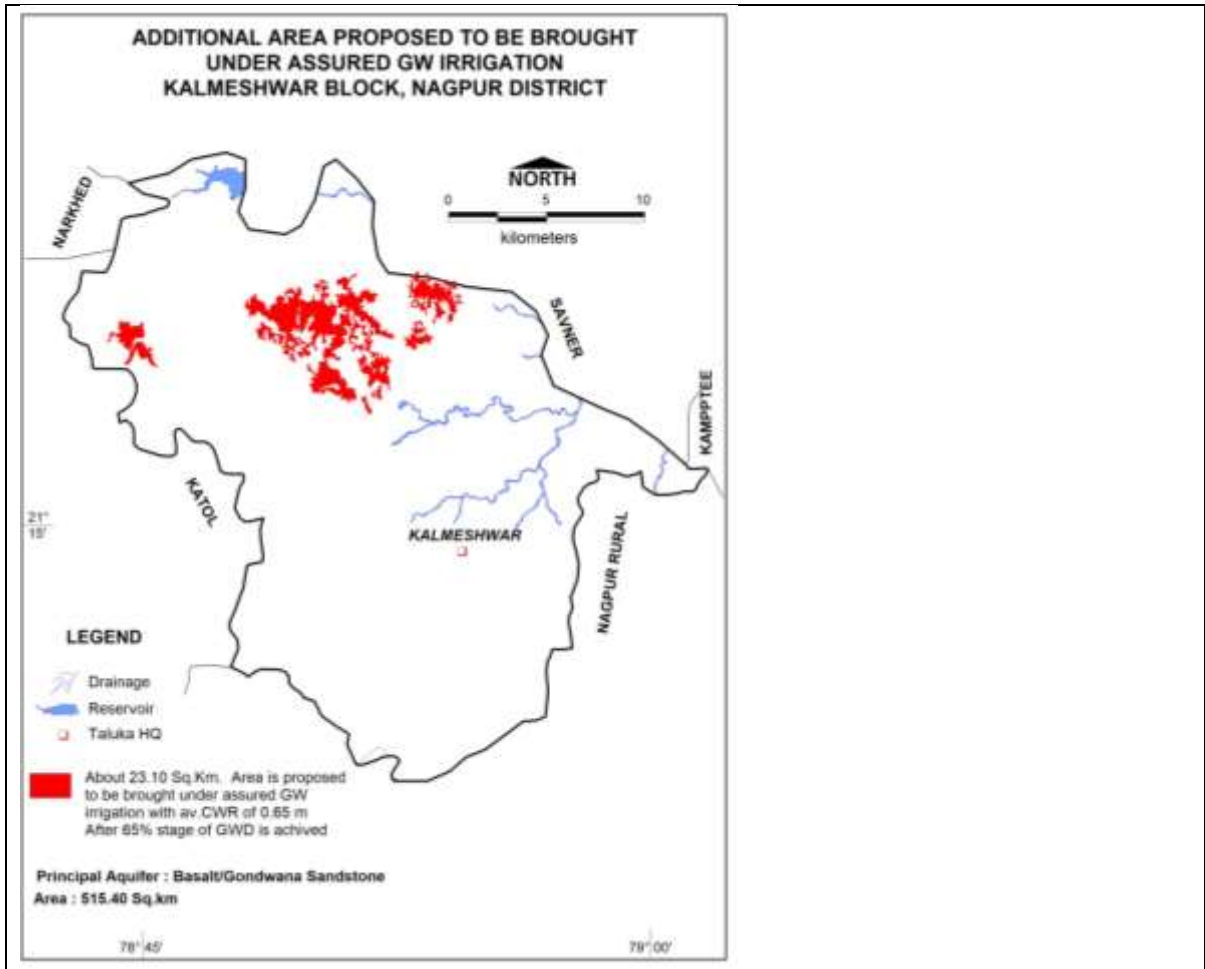 ADDITIONAL AREA PROPOSED TO BE BROUGHT
UNDER ASSURED GW IRRIGATION
KALMESHWAR BLOCK, NAGPUR DISTRICT
NORTH
0 5 10
kilometers
NARKHED
SAVNER
KAMPPTEE
KATOL
21°
15'
KALMESHWAR
NAGPUR RURAL
LEGEND
Drainage
Reservoir
Taluka HQ
About 23.10 Sq.Km. Area is proposed
to be brought under assured GW
irrigation with av.CWR of 0.65 m
After 65% stage of GWD is achived
Principal Aquifer : Basalt/Gondwana Sandstone
Area : 515.40 Sq.km
78° 45' 79° 00'